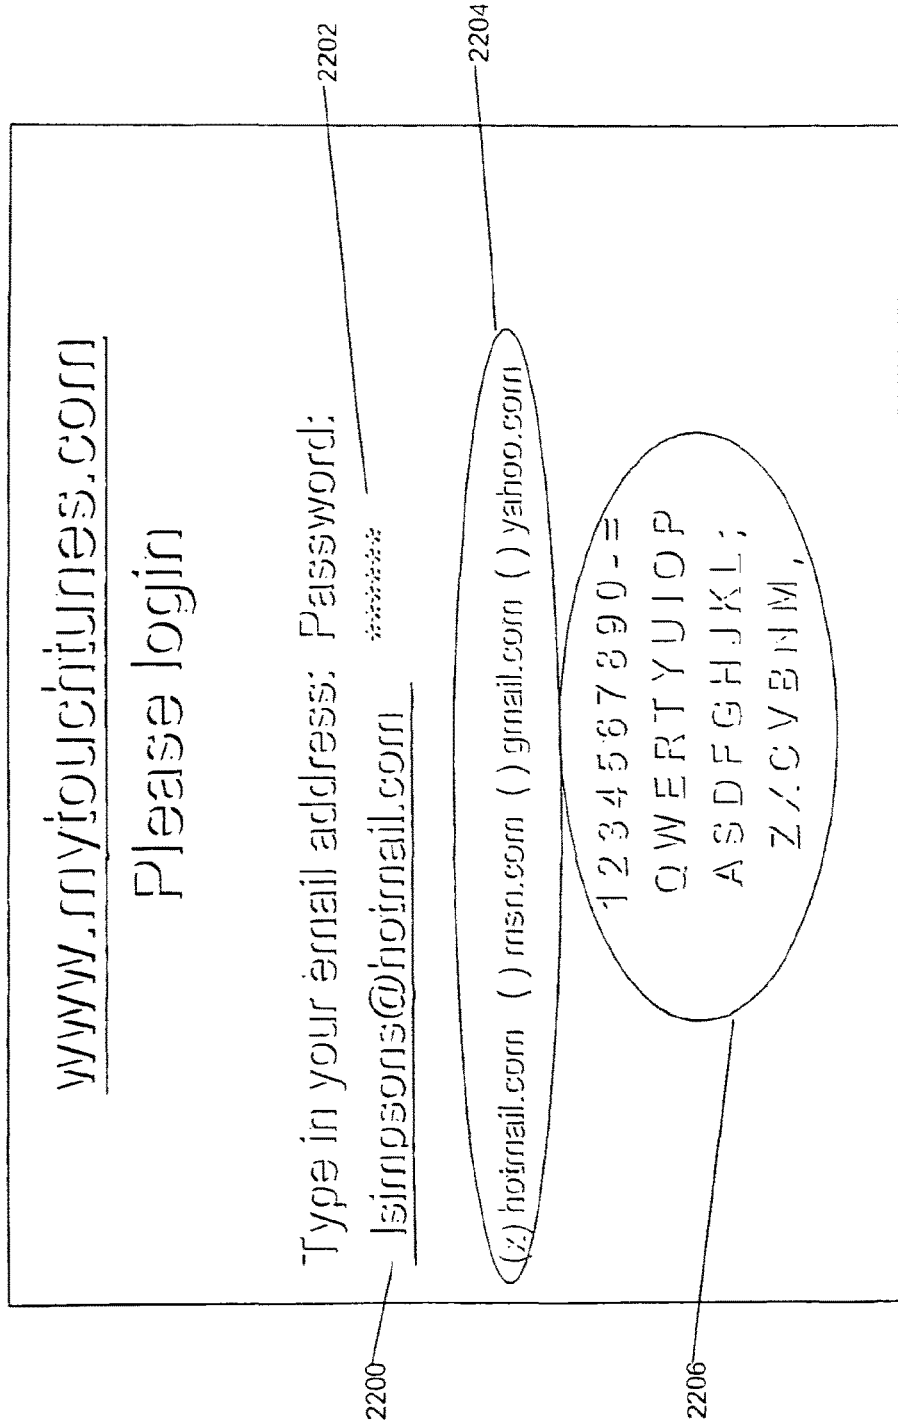 www.mytouchtunes.com
Please login
2202
Type in your email address: Password:
2200
lsimpsons@hotmail.com ******
2204
(x) hotmail.com ( ) msn.com ( ) gmail.com ( ) yahoo.com
2206
1 2 3 4 5 6 7 8 9 0 - =
Q W E R T Y U I O P
A S D F G H J K L ;
Z X C V B N M ,